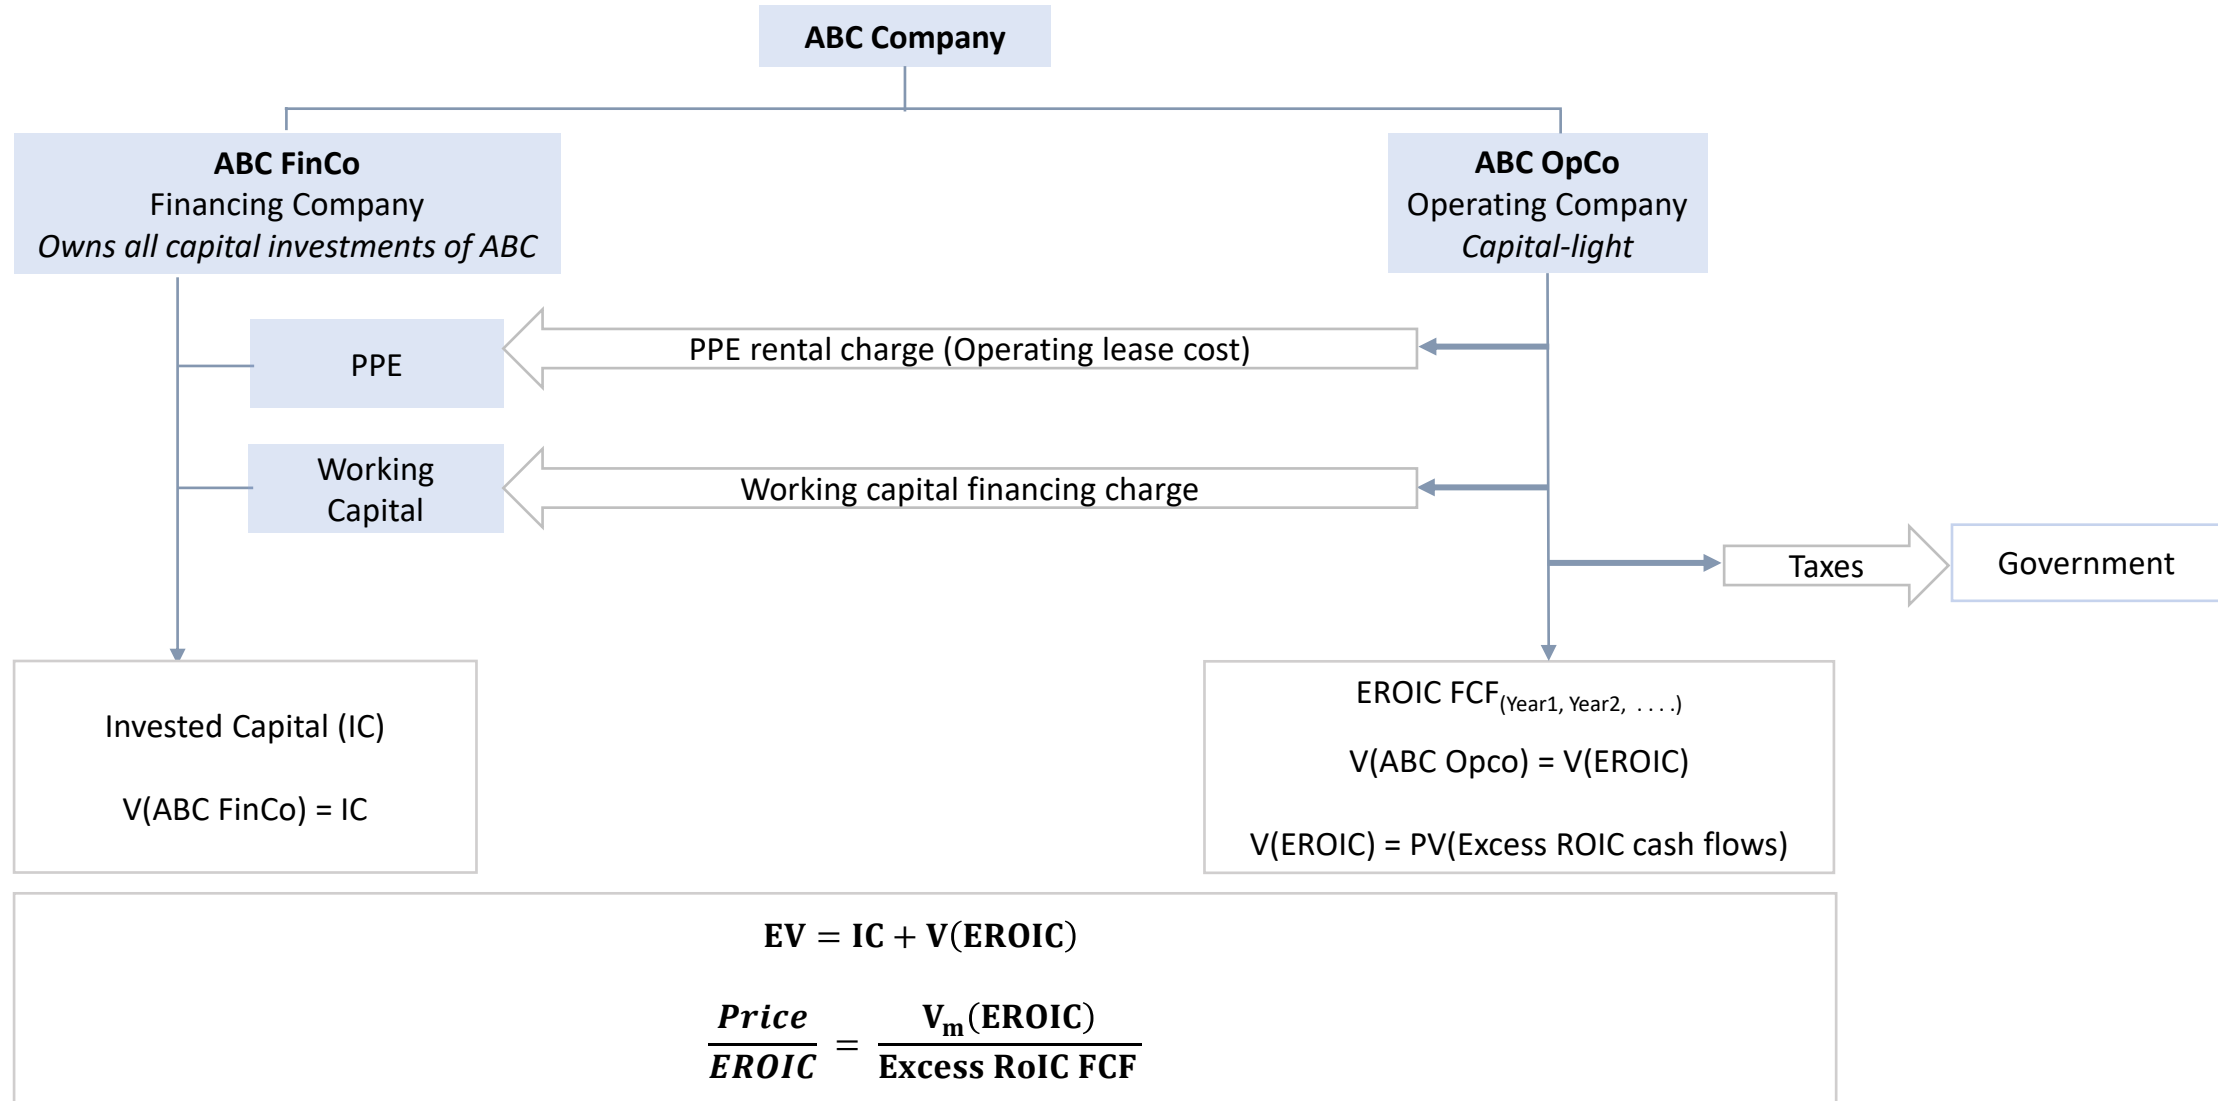 ABC Company
ABC FinCo
Financing Company
Owns all capital investments of ABC
ABC OpCo
Operating Company
Capital-light
PPE
PPE rental charge (Operating lease cost)
Working
Capital
Working capital financing charge
Taxes
Government
Invested Capital (IC)
V(ABC FinCo) = IC
EROIC FCF(Year1, Year2, . . . .)
V(ABC Opco) = V(EROIC)
V(EROIC) = PV(Excess ROIC cash flows)
EV = IC + V(EROIC)
Price / EROIC = Vm(EROIC) / Excess RoIC FCF